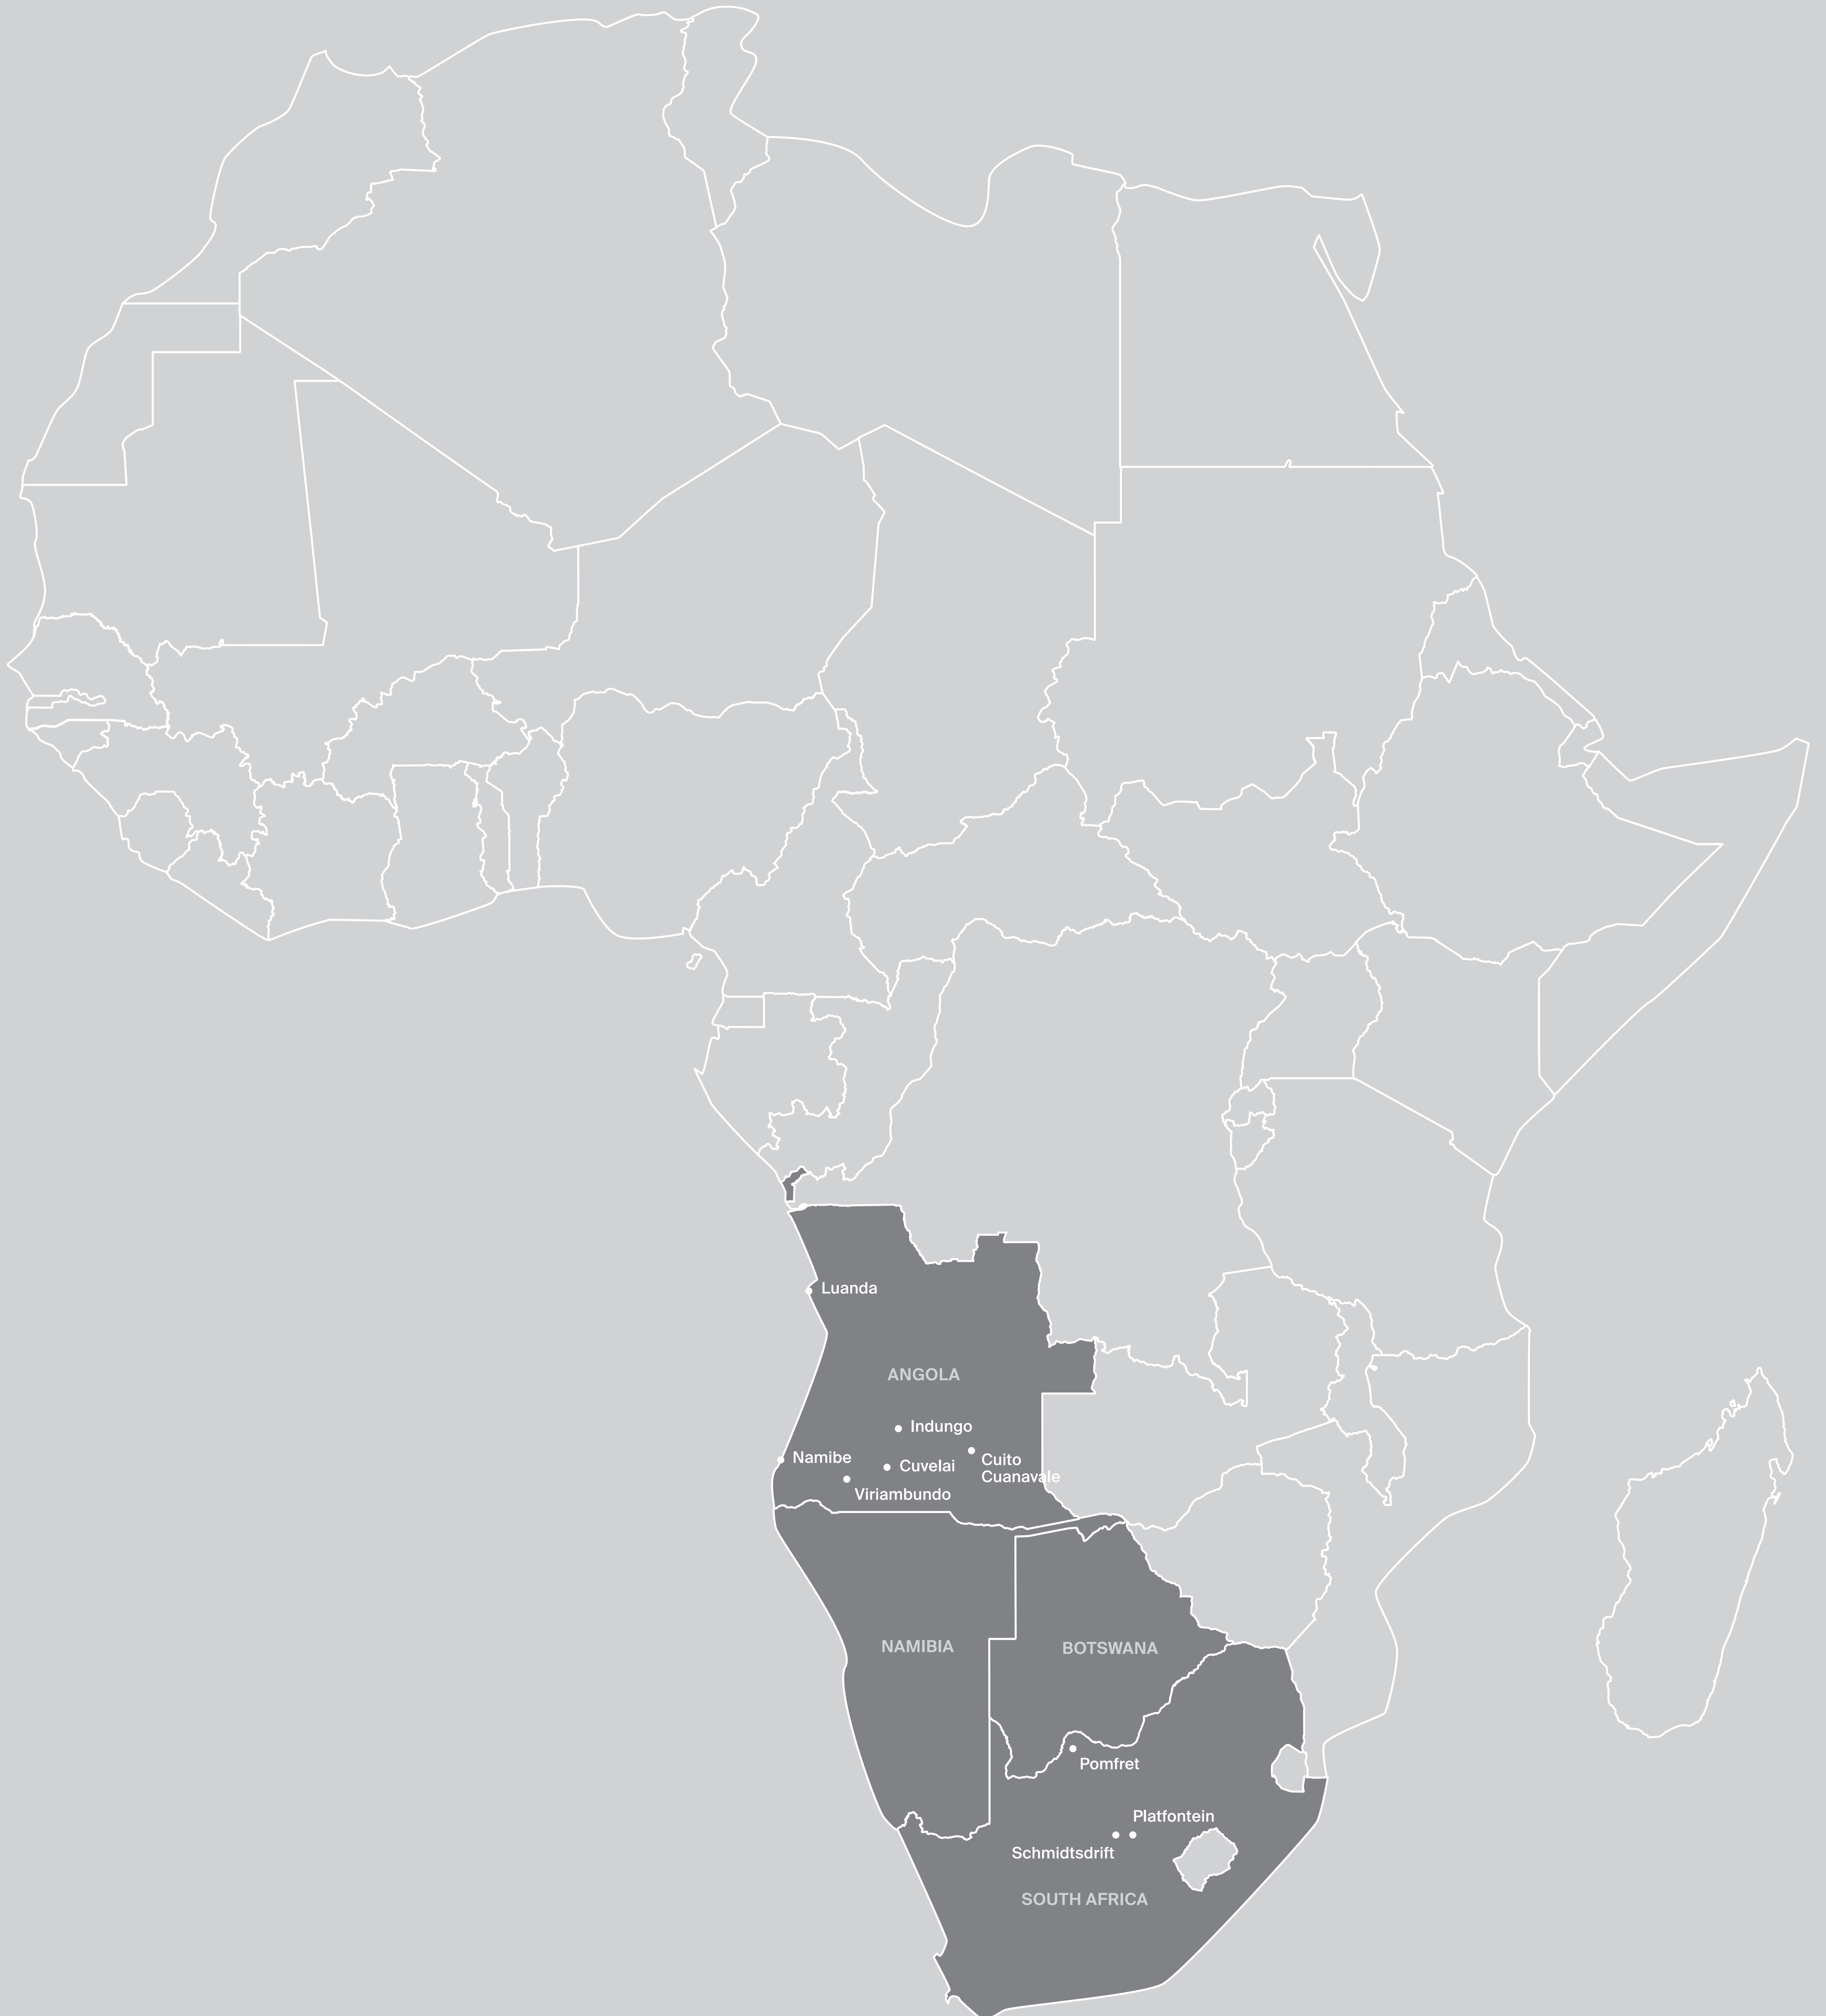 Luanda
ANGOLA
Indungo
Namibe
Cuvelai
Cuito
Cuanavale
Viriambundo
NAMIBIA
BOTSWANA
Pomfret
Platfontein
Schmidtsdrift
SOUTH AFRICA